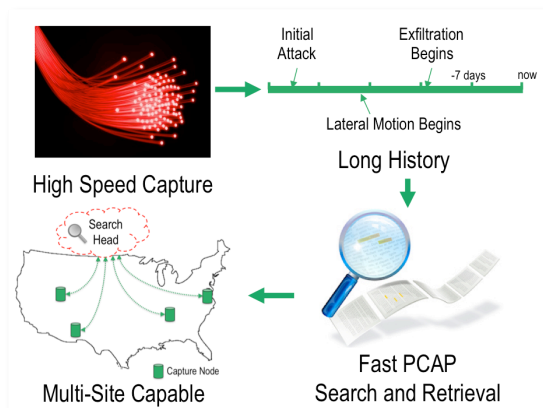 Initial
Attack
Exfiltration
Begins
-7 days
now
Lateral Motion Begins
High Speed Capture
Long History
Search
Head
Capture Node
Multi-Site Capable
Fast PCAP
Search and Retrieval